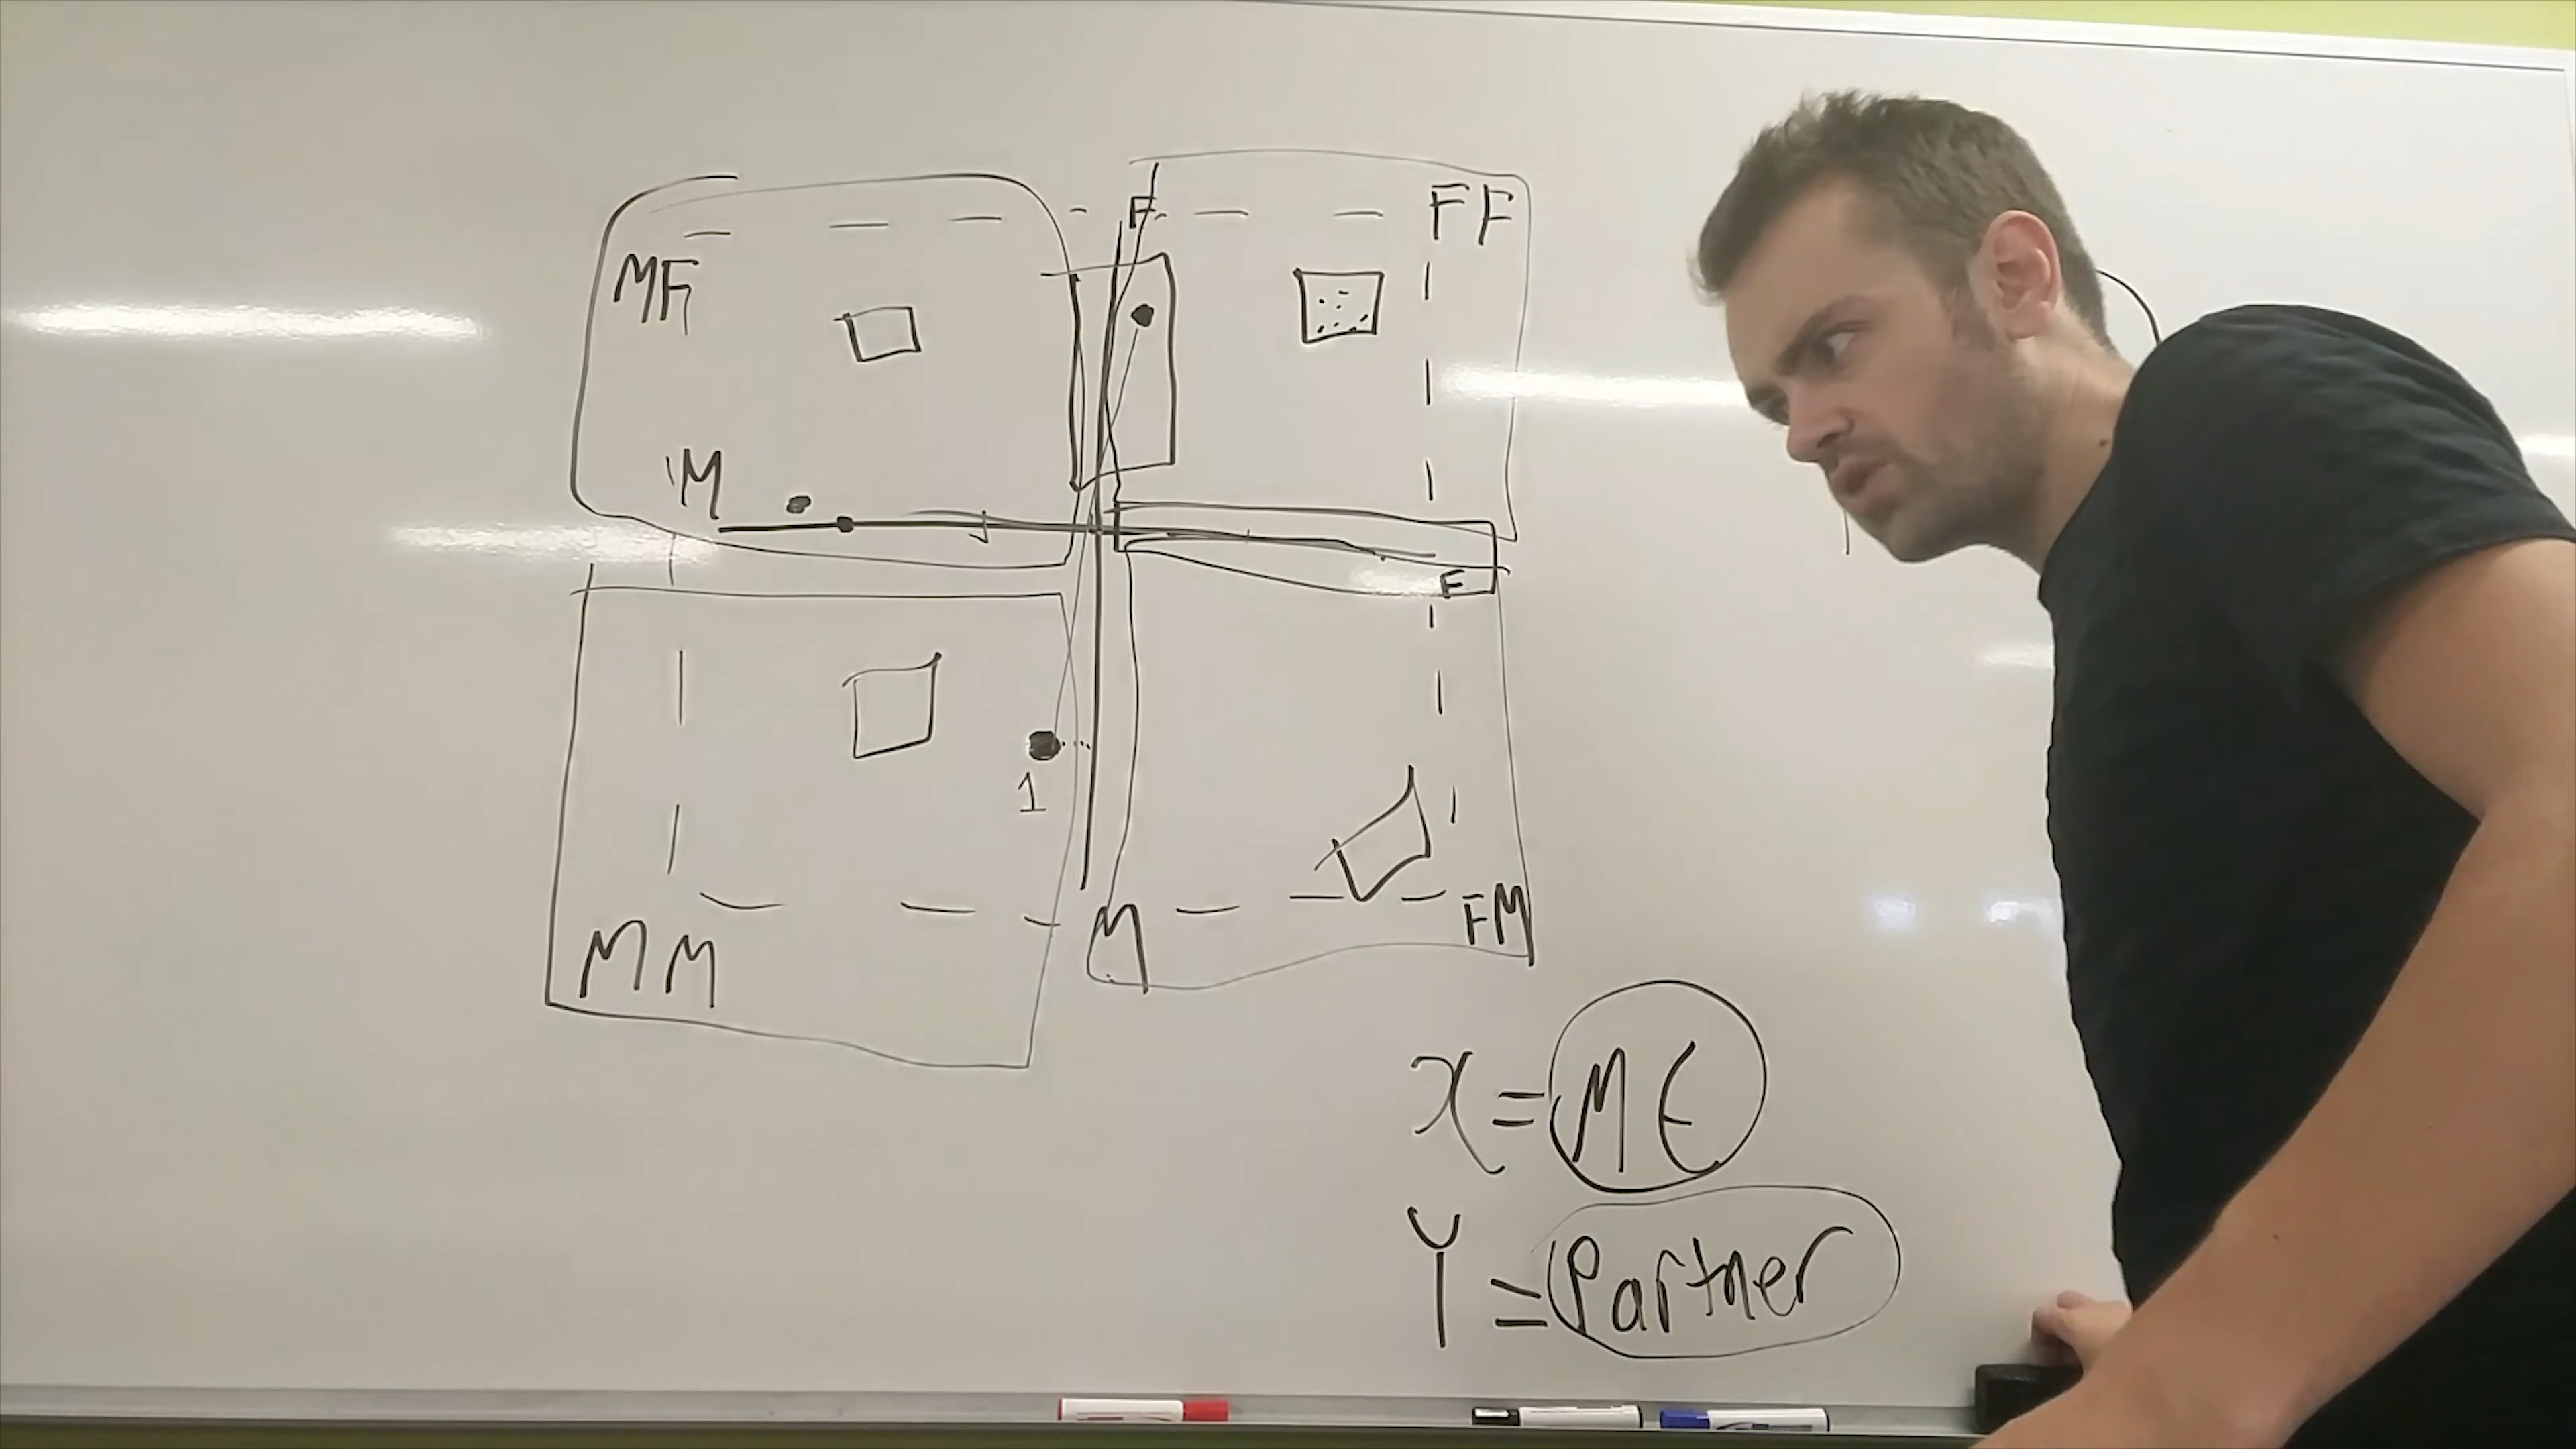 F
FF
MF
M
F
1
M
FM
MM
x = ME
Y = Partner